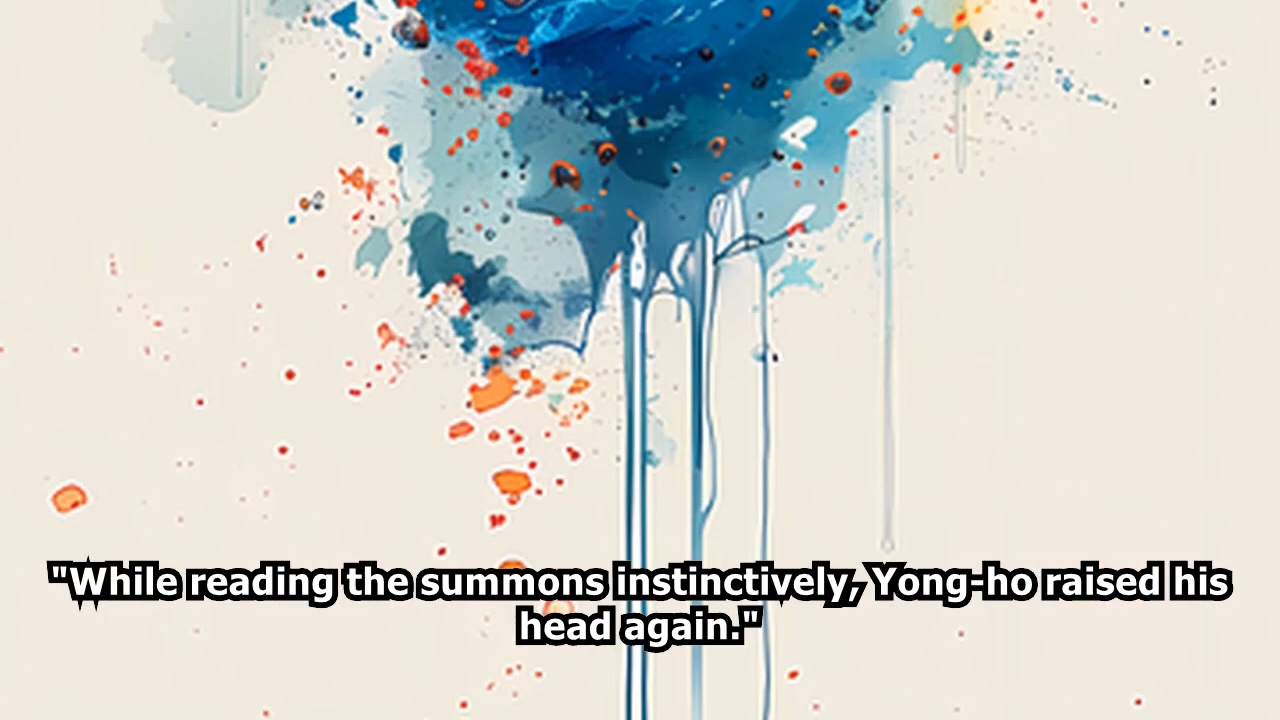 "While reading the summons instinctively, Yong-ho raised his
head again."